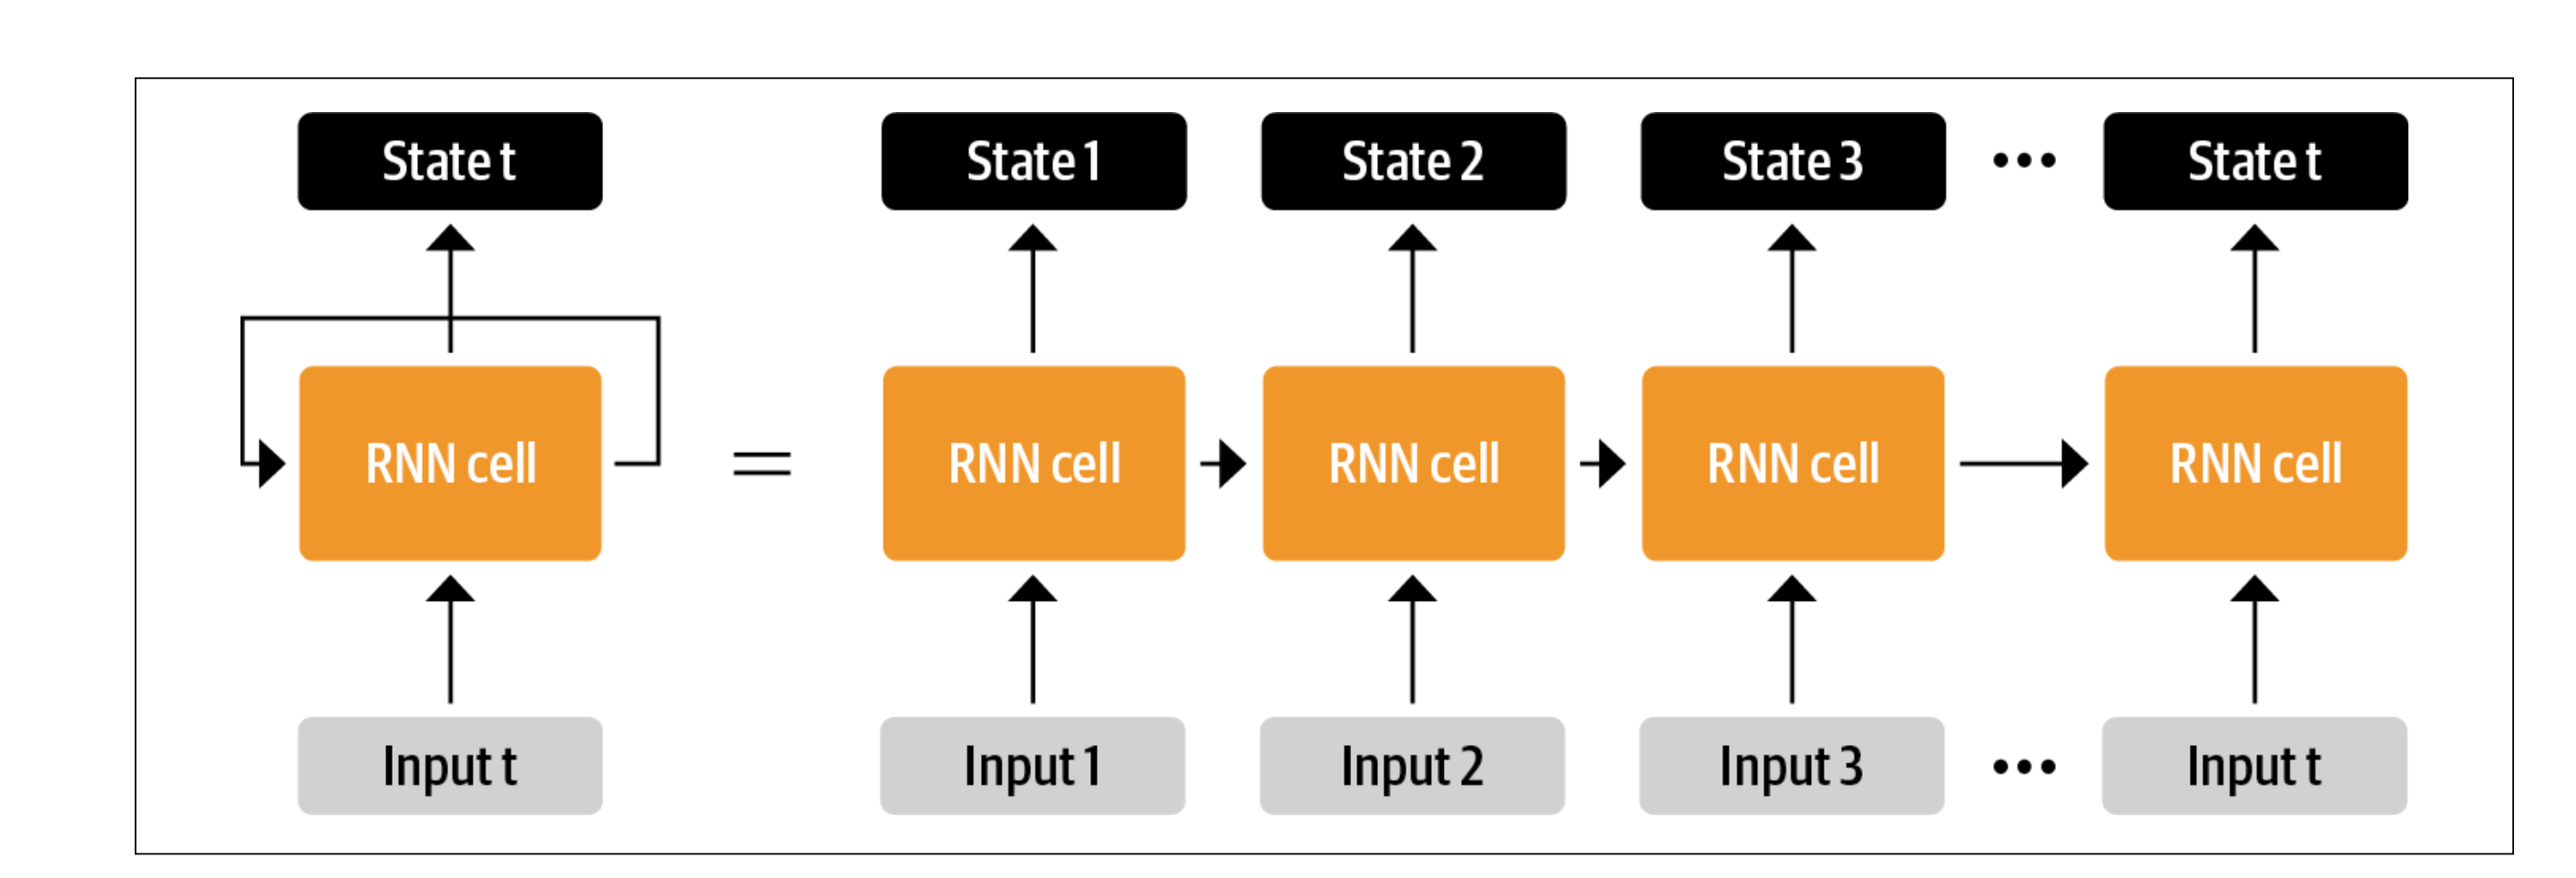 State t
State 1
State 2
State 3
...
State t
RNN cell
=
RNN cell
RNN cell
RNN cell
RNN cell
Input t
Input 1
Input 2
Input 3
...
Input t